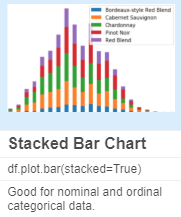 Bordeaux-style Red Blend
Cabernet Sauvignon
Chardonnay
Pinot Noir
Red Blend
Stacked Bar Chart
df.plot.bar(stacked=True)
Good for nominal and ordinal
categorical data.